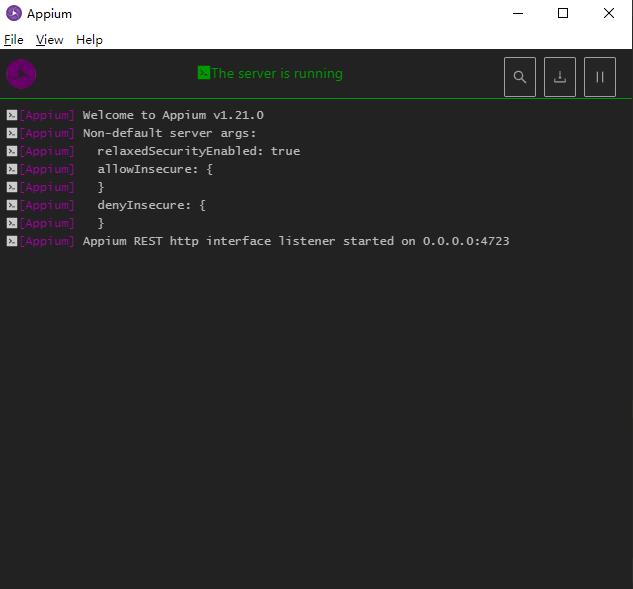 Appium
File View Help
The server is running
[Appium] Welcome to Appium v1.21.0
[Appium] Non-default server args:
[Appium]   relaxedSecurityEnabled: true
[Appium]   allowInsecure: {
[Appium]   }
[Appium]   denyInsecure: {
[Appium]   }
[Appium] Appium REST http interface listener started on 0.0.0.0:4723